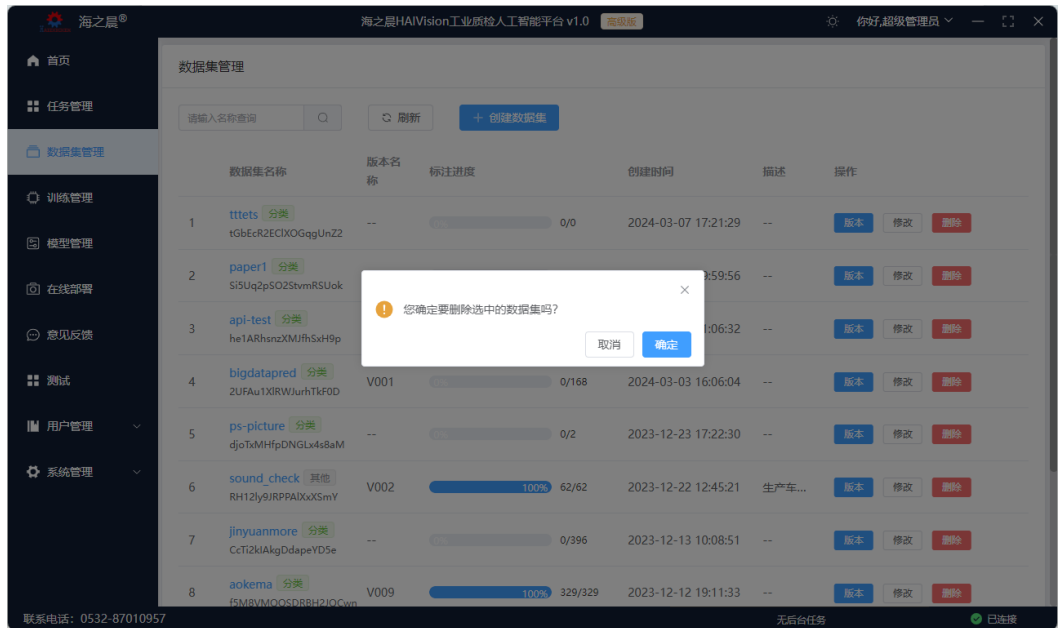 海之晨®
海之晨HAIVision工业质检人工智能平台 v1.0 高级版
你好,超级管理员
首页
任务管理
数据集管理
训练管理
模型管理
在线部署
意见反馈
测试
用户管理
系统管理
数据集管理
请输入名称查询
刷新
+ 创建数据集
数据集名称 版本名称 标注进度 创建时间 描述 操作
1 tttets 分类 -- 0/0 2024-03-07 17:21:29 -- 版本 修改 删除
tGbEcR2EClXOGqgUnZ2
2 paper1 分类 :59:56 -- 版本 修改 删除
Si5Uq2pSO2StvmRSUok
您确定要删除选中的数据集吗?
取消 确定
3 api-test 分类 :06:32 -- 版本 修改 删除
he1ARhsnzXMJfhSxH9p
4 bigdatapred 分类 V001 0/168 2024-03-03 16:06:04 -- 版本 修改 删除
2UFAu1XlRWJurhTkF0D
5 ps-picture 分类 -- 0/2 2023-12-23 17:22:30 -- 版本 修改 删除
djoTxMHfpDNGLx4s8aM
6 sound_check 其他 V002 100% 62/62 2023-12-22 12:45:21 生产车... 版本 修改 删除
RH12ly9JRPPAlXxXSmY
7 jinyuanmore 分类 -- 0/396 2023-12-13 10:08:51 -- 版本 修改 删除
CcTi2klAkgDdapeYD5e
8 aokema 分类 V009 100% 329/329 2023-12-12 19:11:33 -- 版本 修改 删除
f5M8VMOOSDRBH2JOCwn
联系电话：0532-87010957
无后台任务
已连接